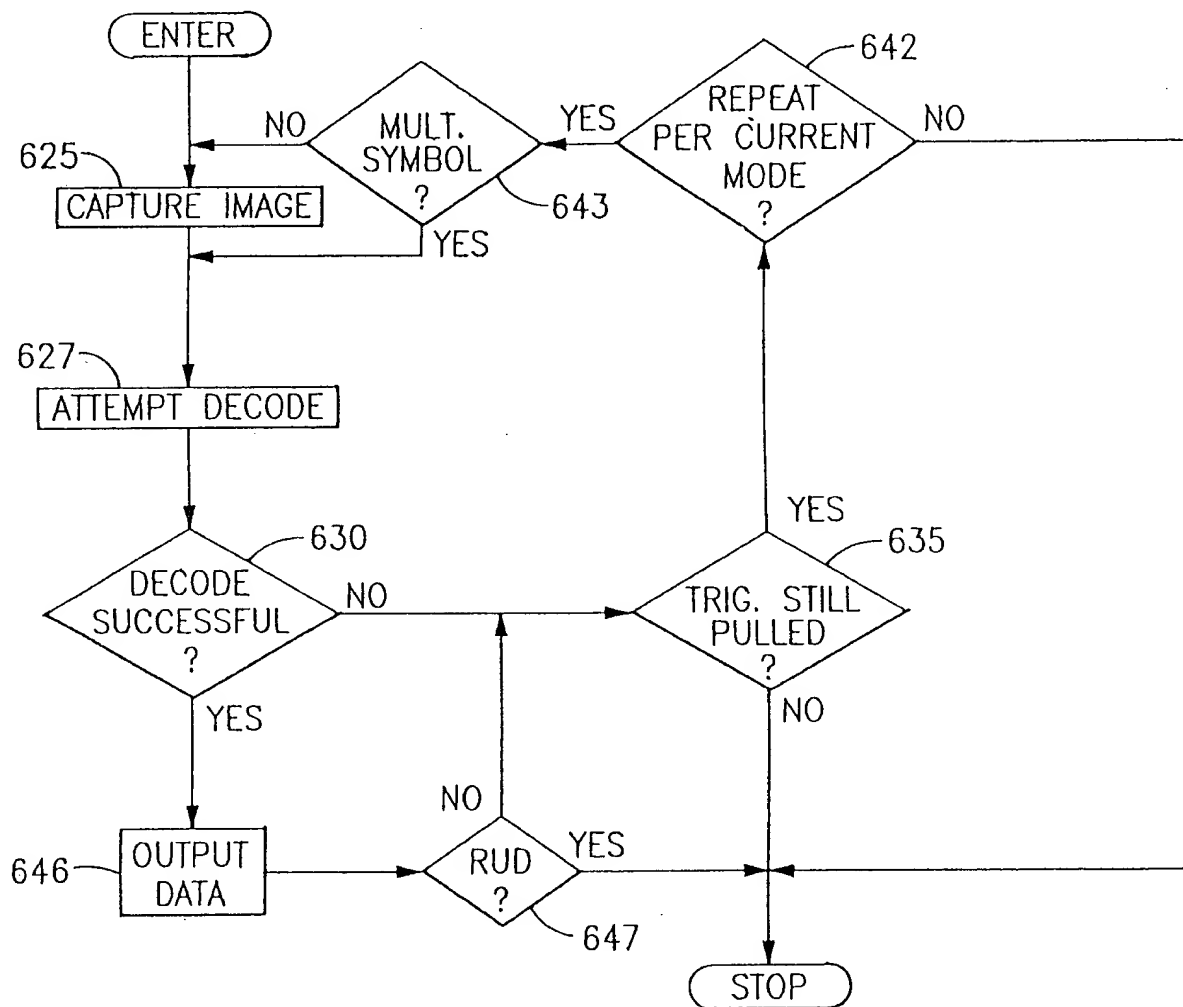 ENTER
642
REPEAT
PER CURRENT
MODE
?
YES
NO
MULT.
SYMBOL
?
NO
643
YES
625
CAPTURE IMAGE
627
ATTEMPT DECODE
YES
630
635
DECODE
SUCCESSFUL
?
NO
TRIG. STILL
PULLED
?
YES
NO
NO
646
OUTPUT
DATA
RUD
?
YES
647
STOP